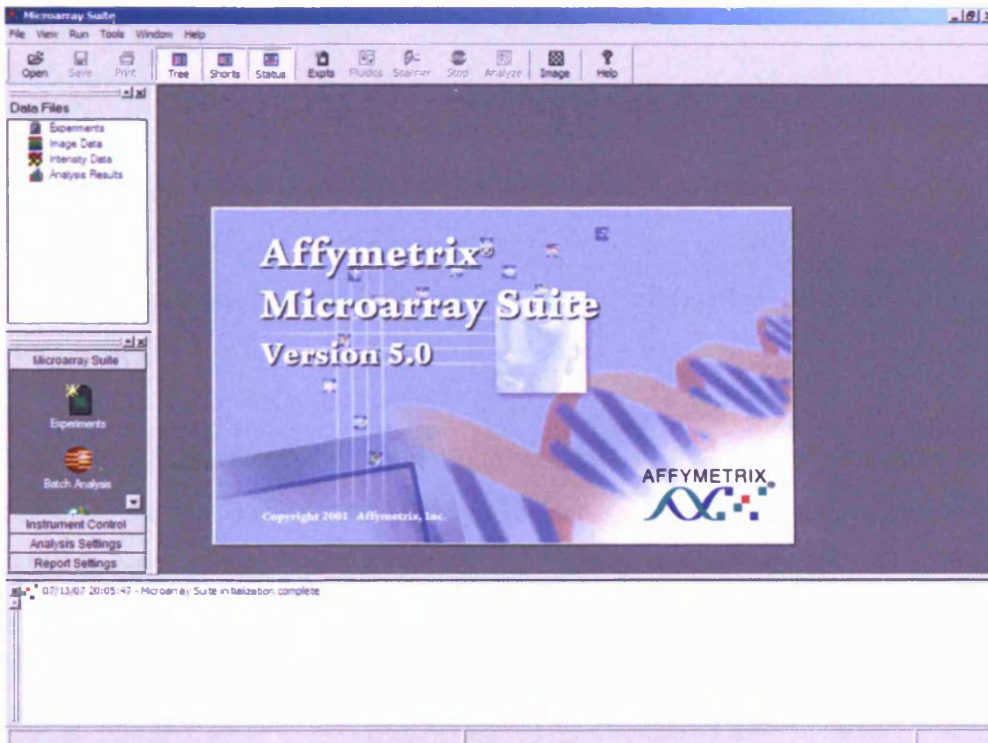 Microarray Suite
File View Run Tools Window Help
Open Save Print Tree Shorts Status Expts Fluidics Scanner Stop Analyze Image Help
Data Files
Experiments
Image Data
Intensity Data
Analysis Results
Microarray Suite
Experiments
Batch Analysis
Instrument Control
Analysis Settings
Report Settings
Affymetrix®
Microarray Suite
Version 5.0
Copyright 2001 Affymetrix, Inc.
AFFYMETRIX®
07/13/07 20:05:47 - Microarray Suite initialization complete